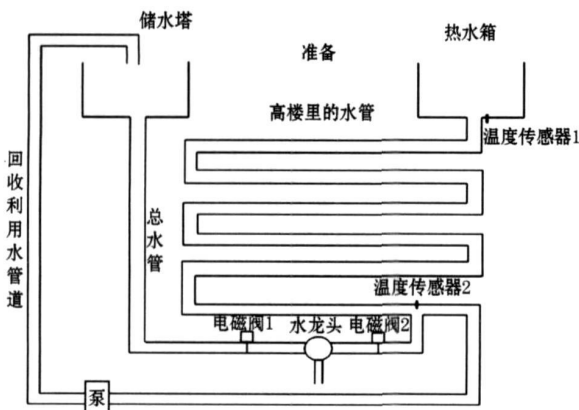 储水塔
准备
热水箱
高楼里的水管
温度传感器1
回收利用水管道
总水管
温度传感器2
电磁阀1
水龙头
电磁阀2
泵